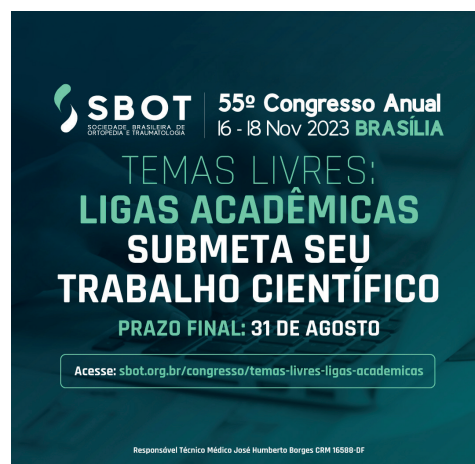 SBOT
SOCIEDADE BRASILEIRA DE
ORTOPEDIA E TRAUMATOLOGIA
55º Congresso Anual
16 - 18 Nov 2023 BRASÍLIA
TEMAS LIVRES:
LIGAS ACADÊMICAS
SUBMETA SEU
TRABALHO CIENTÍFICO
PRAZO FINAL: 31 DE AGOSTO
Acesse: sbot.org.br/congresso/temas-livres-ligas-academicas
Responsável Técnico Médico José Humberto Borges CRM 16588-DF